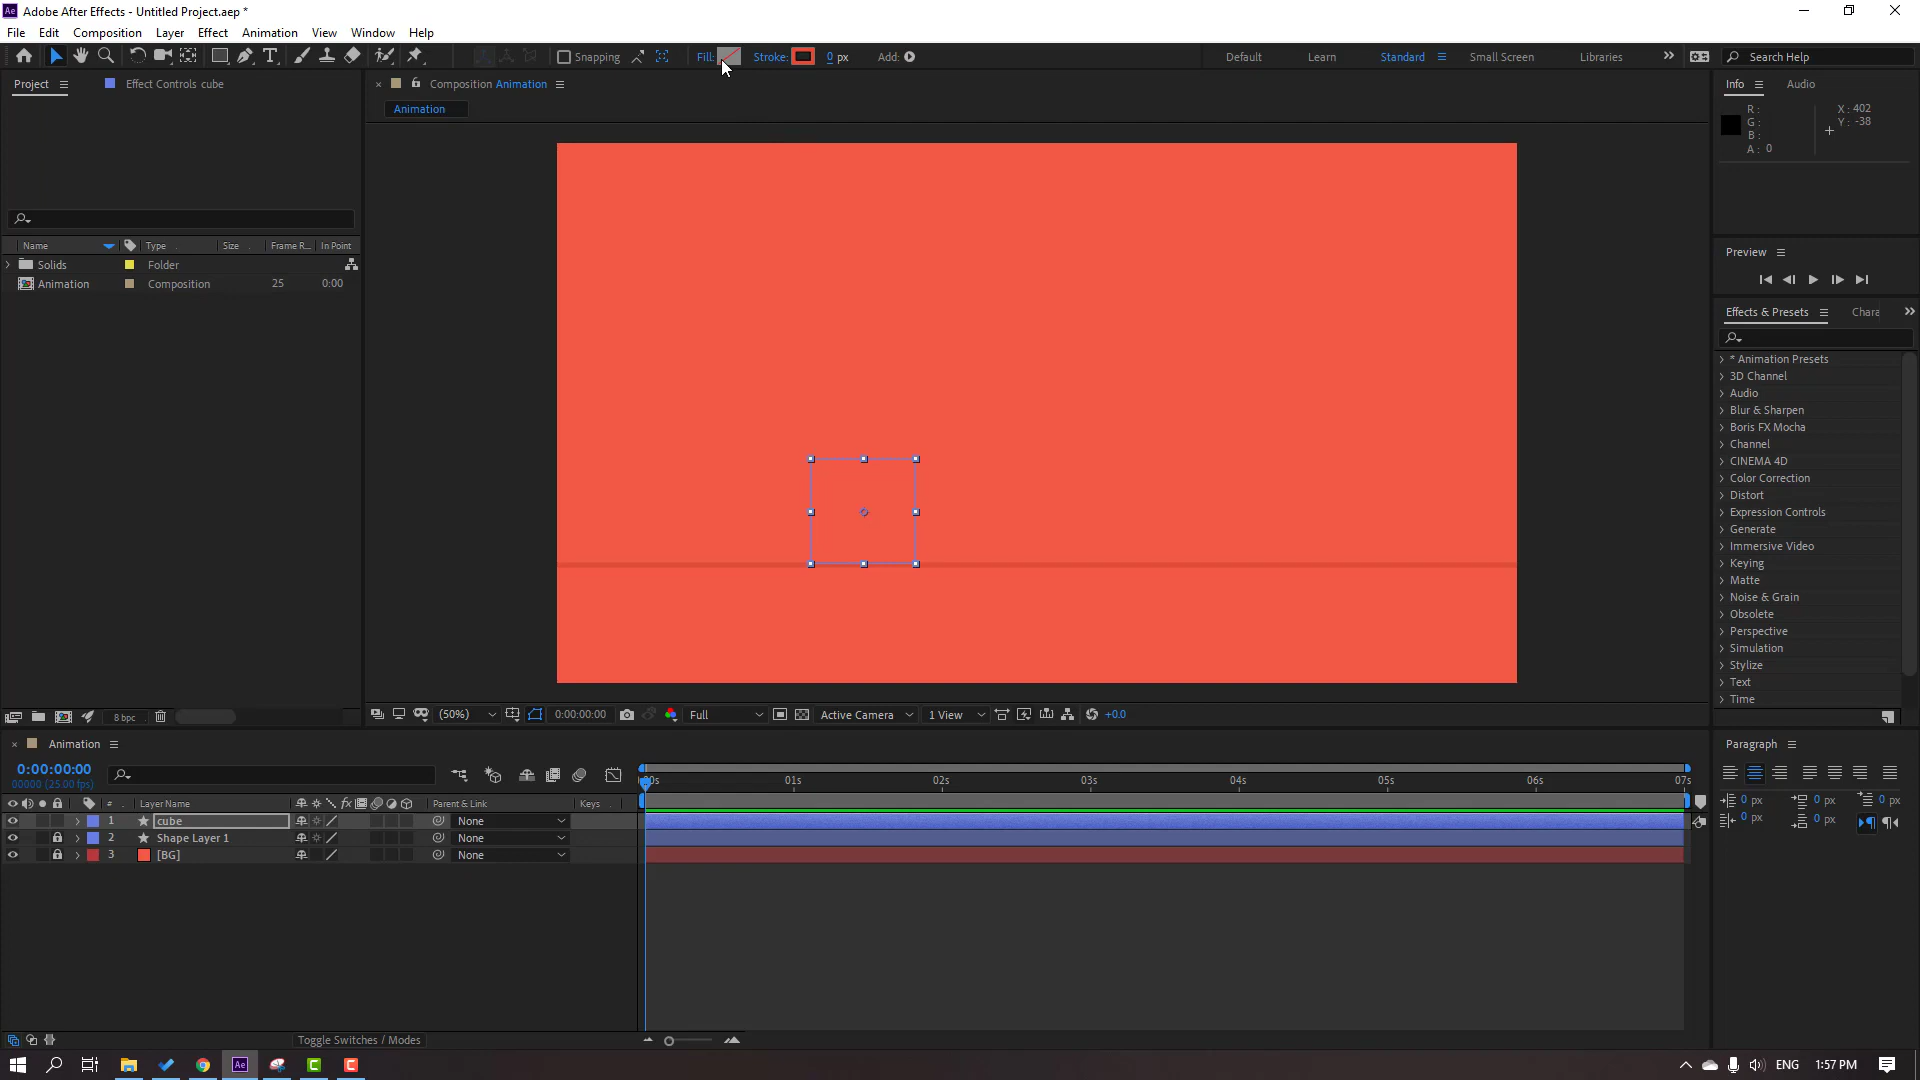 Adobe After Effects - Untitled Project.aep *
File Edit Composition Layer Effect Animation View Window Help
Snapping Fill: Stroke: 0 px Add: Default Learn Standard Small Screen Libraries Search Help
Project Effect Controls cube
Composition Animation
Animation
Name Type Size Frame R... In Point
Solids Folder
Animation Composition 25 0:00
8 bpc
(50%) 0:00:00:00 Full Active Camera 1 View +0.0
Info Audio
R: X: 402
G: Y: -38
B:
A: 0
Preview
Effects & Presets Chara
* Animation Presets
3D Channel
Audio
Blur & Sharpen
Boris FX Mocha
Channel
CINEMA 4D
Color Correction
Distort
Expression Controls
Generate
Immersive Video
Keying
Matte
Noise & Grain
Obsolete
Perspective
Simulation
Stylize
Text
Time
Animation
0:00:00:00
00000 (25.00 fps)
# Layer Name fx Parent & Link Keys
1 cube None
2 Shape Layer 1 None
3 [BG] None
01s 02s 03s 04s 05s 06s 07s
Toggle Switches / Modes
Paragraph
0 px 0 px 0 px
0 px 0 px
ENG 1:57 PM